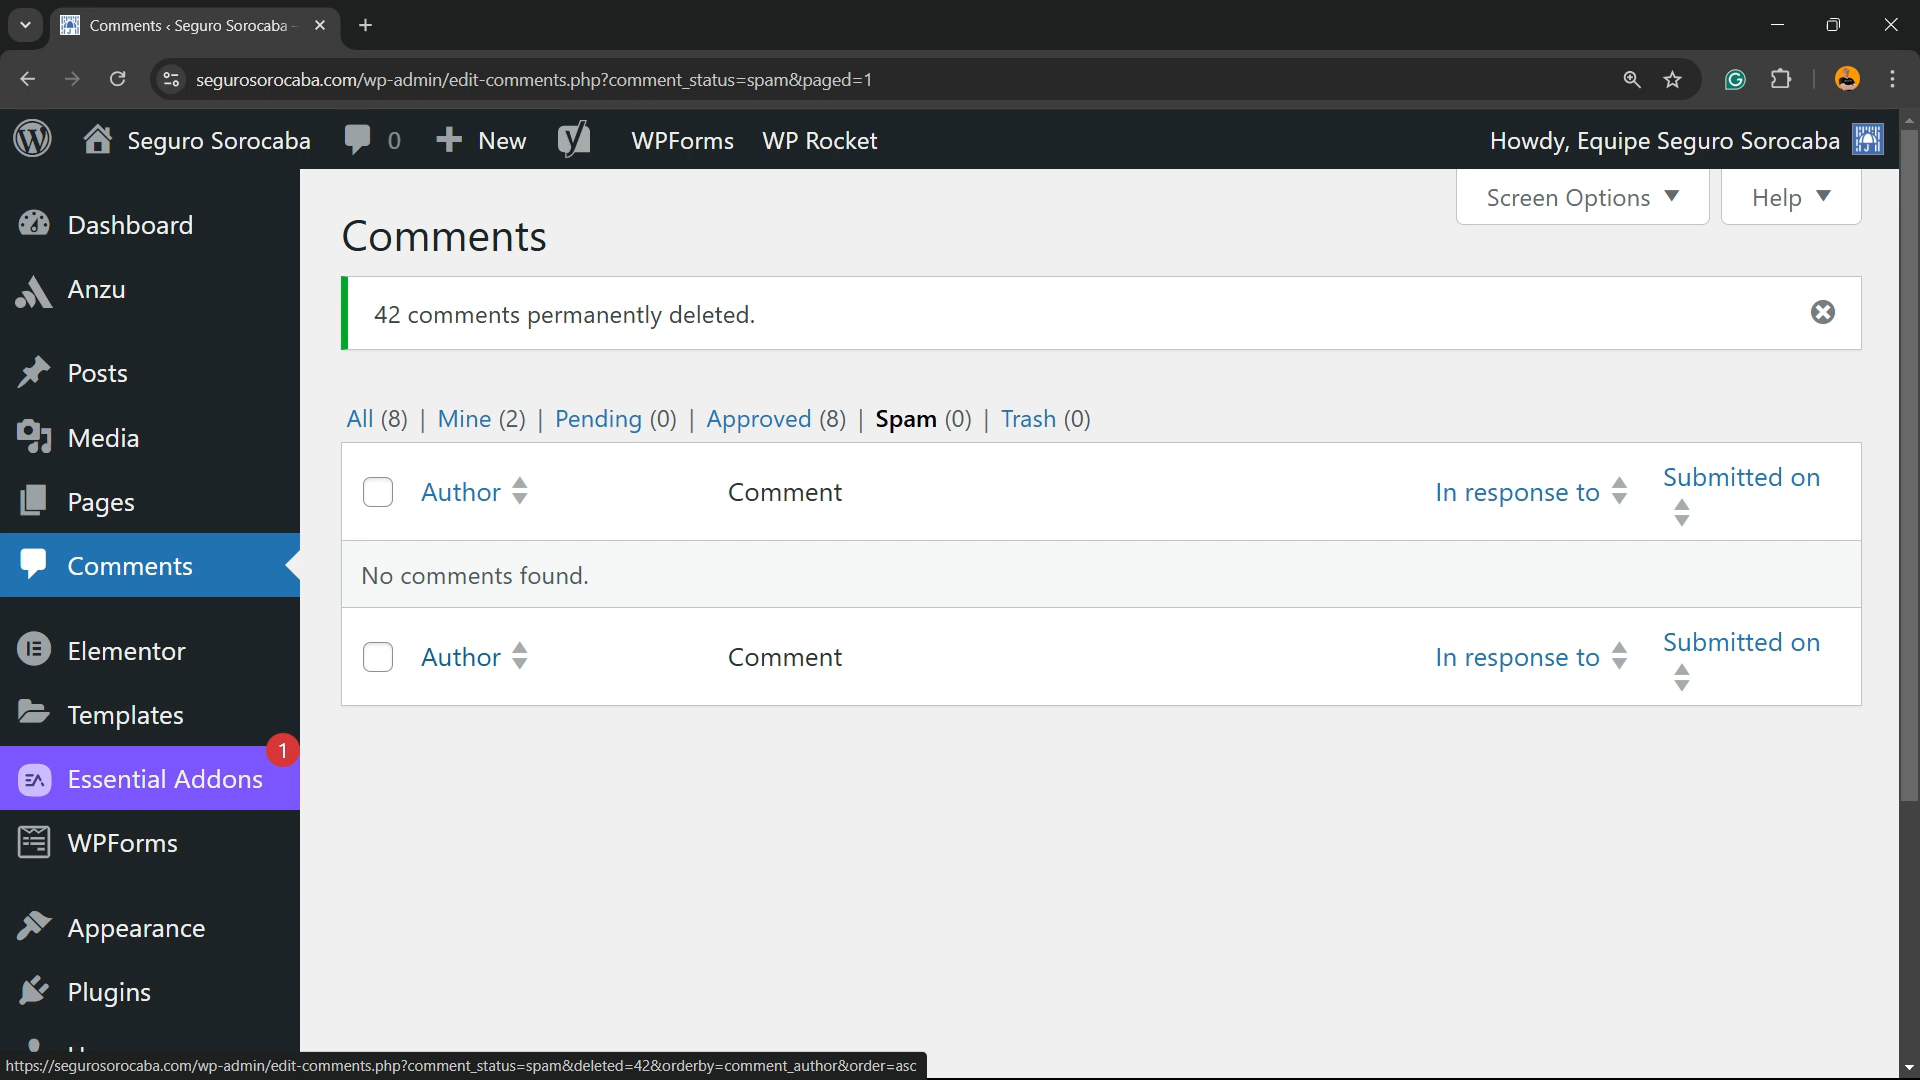 Comments ‹ Seguro Sorocaba –
segurosorocaba.com/wp-admin/edit-comments.php?comment_status=spam&paged=1
Seguro Sorocaba 0 New WPForms WP Rocket Howdy, Equipe Seguro Sorocaba
Screen Options Help
Dashboard
Anzu
Posts
Media
Pages
Comments
Elementor
Templates
1
Essential Addons
WPForms
Appearance
Plugins
Comments
42 comments permanently deleted.
All (8) | Mine (2) | Pending (0) | Approved (8) | Spam (0) | Trash (0)
Author Comment In response to Submitted on
No comments found.
Author Comment In response to Submitted on
https://segurosorocaba.com/wp-admin/edit-comments.php?comment_status=spam&deleted=42&orderby=comment_author&order=asc